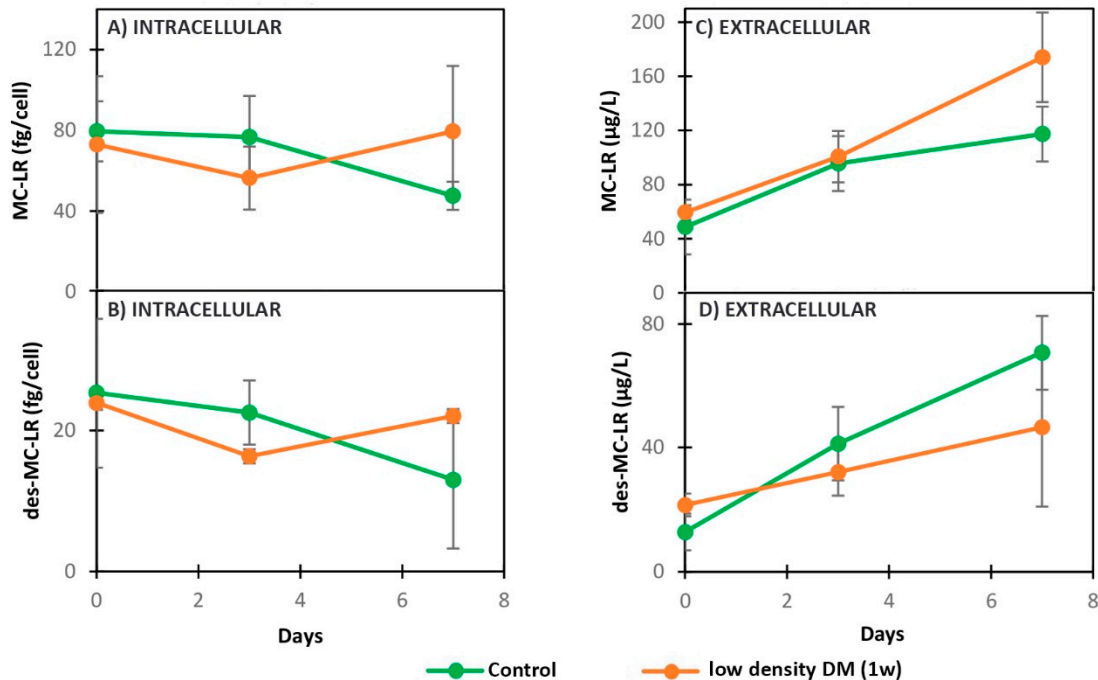 A) INTRACELLULAR
MC-LR (fg/cell)
120
80
40
0
B) INTRACELLULAR
des-MC-LR (fg/cell)
20
0
0 2 4 6 8
Days
C) EXTRACELLULAR
MC-LR (µg/L)
200
160
120
80
40
0
D) EXTRACELLULAR
des-MC-LR (µg/L)
80
40
0
0 2 4 6 8
Days
Control
low density DM (1w)